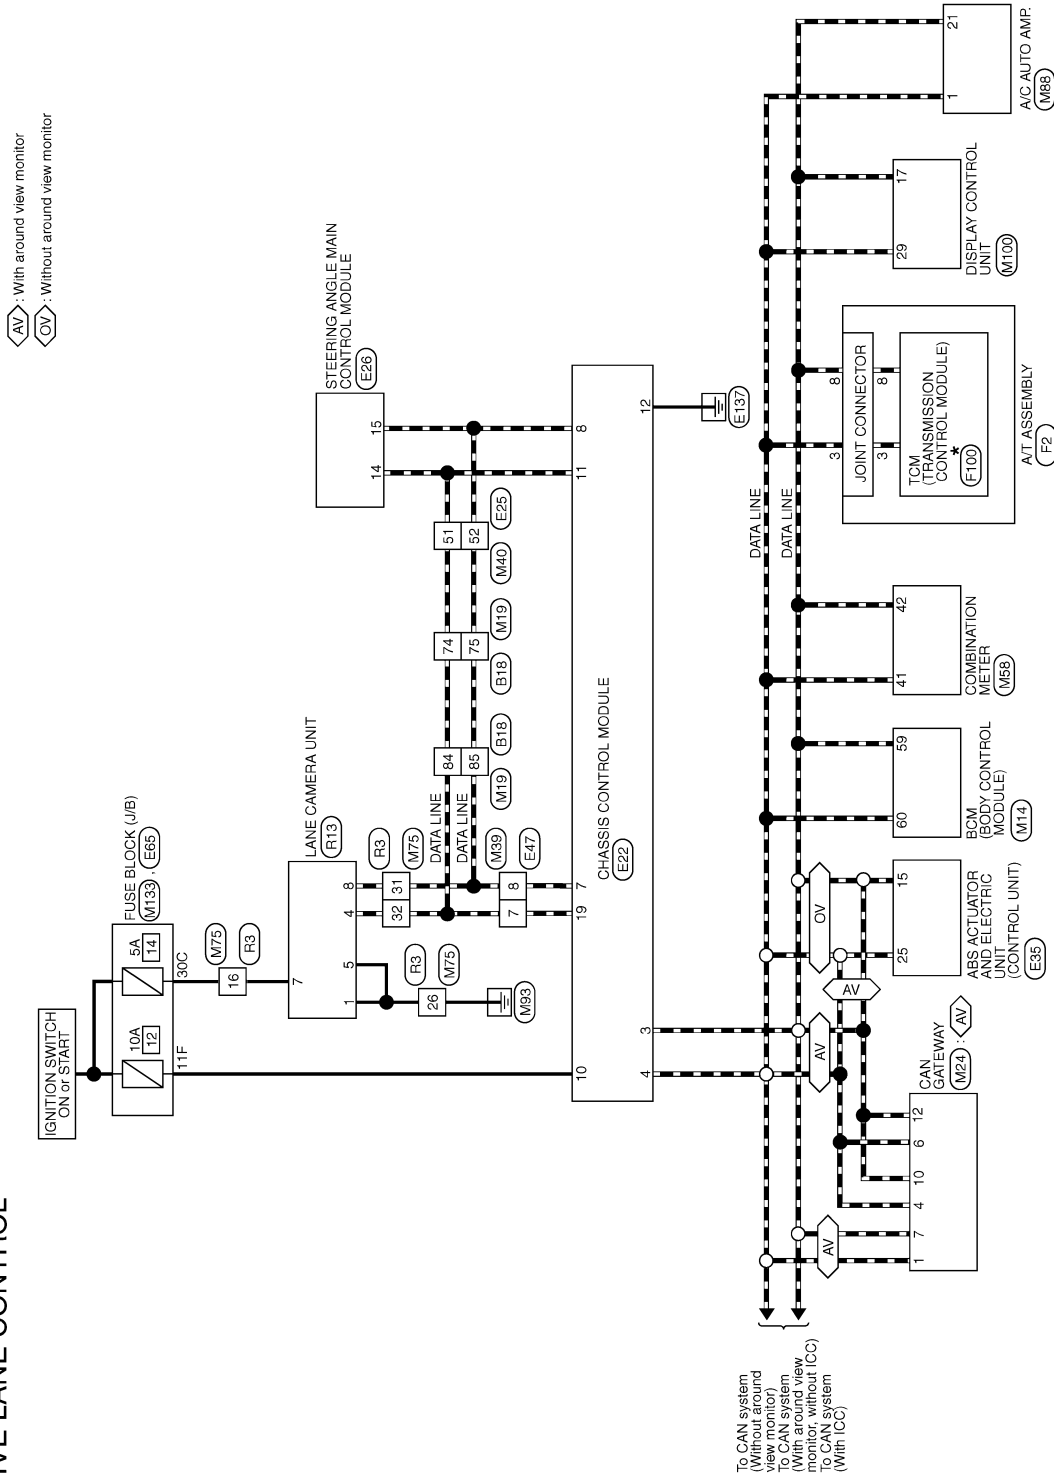 IVE LANE CONTROL
AV : With around view monitor
OV : Without around view monitor
IGNITION SWITCH
ON or START
FUSE BLOCK (J/B)
M133 , E65
10A
12
5A
14
11F
30C
16
M75
R3
7
LANE CAMERA UNIT
R13
1
5
4
8
26
R3
M75
M93
32
31
R3
M75
DATA LINE
DATA LINE
7
8
M39
E47
84
85
M19
B18
74
75
B18
M19
51
52
M40
E25
STEERING ANGLE MAIN
CONTROL MODULE
E26
14
15
10
19
7
11
8
CHASSIS CONTROL MODULE
E22
4
3
12
E137
DATA LINE
DATA LINE
To CAN system
(Without around
view monitor)
To CAN system
(With around view
monitor, without ICC)
To CAN system
(With ICC)
AV
AV
AV
OV
1
7
4
10
6
12
CAN
GATEWAY
M24 : AV
25
15
ABS ACTUATOR
AND ELECTRIC
UNIT
(CONTROL UNIT)
E35
60
59
BCM
(BODY CONTROL
MODULE)
M14
41
42
COMBINATION
METER
M58
3
8
JOINT CONNECTOR
3
8
TCM
(TRANSMISSION
CONTROL MODULE)
*
F100
A/T ASSEMBLY
F2
29
17
DISPLAY CONTROL
UNIT
M100
1
21
A/C AUTO AMP.
M88